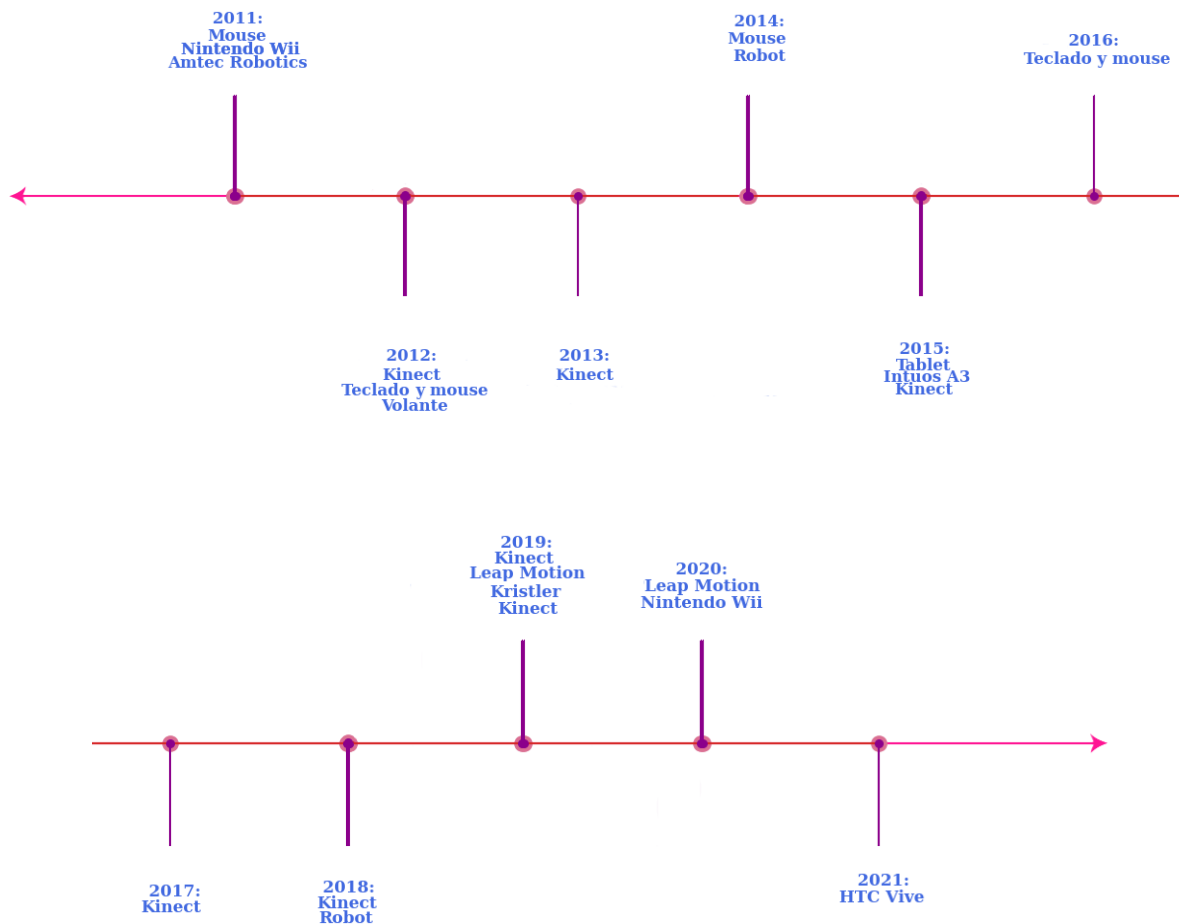 2011:
Mouse
Nintendo Wii
Amtec Robotics
2012:
Kinect
Teclado y mouse
Volante
2013:
Kinect
2014:
Mouse
Robot
2015:
Tablet
Intuos A3
Kinect
2016:
Teclado y mouse
2017:
Kinect
2018:
Kinect
Robot
2019:
Kinect
Leap Motion
Kristler
Kinect
2020:
Leap Motion
Nintendo Wii
2021:
HTC Vive